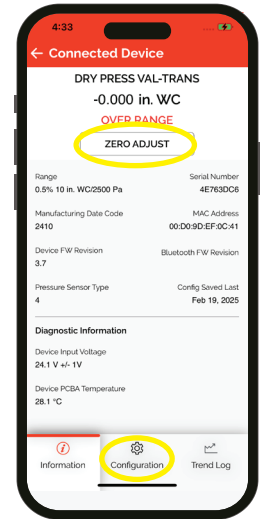 4:33
← Connected Device
DRY PRESS VAL-TRANS
-0.000 in. WC
OVER RANGE
ZERO ADJUST
Range
Serial Number
0.5% 10 in. WC/2500 Pa
4E763DC6
Manufacturing Date Code
MAC Address
2410
00:D0:9D:EF:0C:41
Device FW Revision
Bluetooth FW Revision
3.7
Pressure Sensor Type
Config Saved Last
4
Feb 19, 2025
Diagnostic Information
Device Input Voltage
24.1 V +/- 1V
Device PCBA Temperature
28.1 °C
Information
Configuration
Trend Log